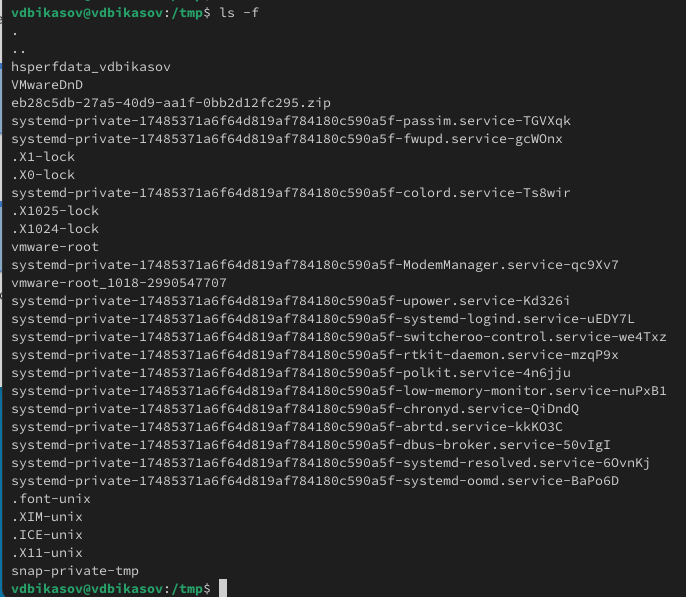 vdbikasov@vdbikasov:/tmp$ ls -f
.
..
hsperfdata_vdbikasov
VMwareDnD
eb28c5db-27a5-40d9-aa1f-0bb2d12fc295.zip
systemd-private-17485371a6f64d819af784180c590a5f-passim.service-TGVXqk
systemd-private-17485371a6f64d819af784180c590a5f-fwupd.service-gcWOnx
.X1-lock
.X0-lock
systemd-private-17485371a6f64d819af784180c590a5f-colord.service-Ts8wir
.X1025-lock
.X1024-lock
vmware-root
systemd-private-17485371a6f64d819af784180c590a5f-ModemManager.service-qc9Xv7
vmware-root_1018-2990547707
systemd-private-17485371a6f64d819af784180c590a5f-upower.service-Kd326i
systemd-private-17485371a6f64d819af784180c590a5f-systemd-logind.service-uEDY7L
systemd-private-17485371a6f64d819af784180c590a5f-switcheroo-control.service-we4Txz
systemd-private-17485371a6f64d819af784180c590a5f-rtkit-daemon.service-mzqP9x
systemd-private-17485371a6f64d819af784180c590a5f-polkit.service-4n6jju
systemd-private-17485371a6f64d819af784180c590a5f-low-memory-monitor.service-nuPxB1
systemd-private-17485371a6f64d819af784180c590a5f-chronyd.service-QiDndQ
systemd-private-17485371a6f64d819af784180c590a5f-abrtd.service-kkKO3C
systemd-private-17485371a6f64d819af784180c590a5f-dbus-broker.service-50vIgI
systemd-private-17485371a6f64d819af784180c590a5f-systemd-resolved.service-6OvnKj
systemd-private-17485371a6f64d819af784180c590a5f-systemd-oomd.service-BaPo6D
.font-unix
.XIM-unix
.ICE-unix
.X11-unix
snap-private-tmp
vdbikasov@vdbikasov:/tmp$